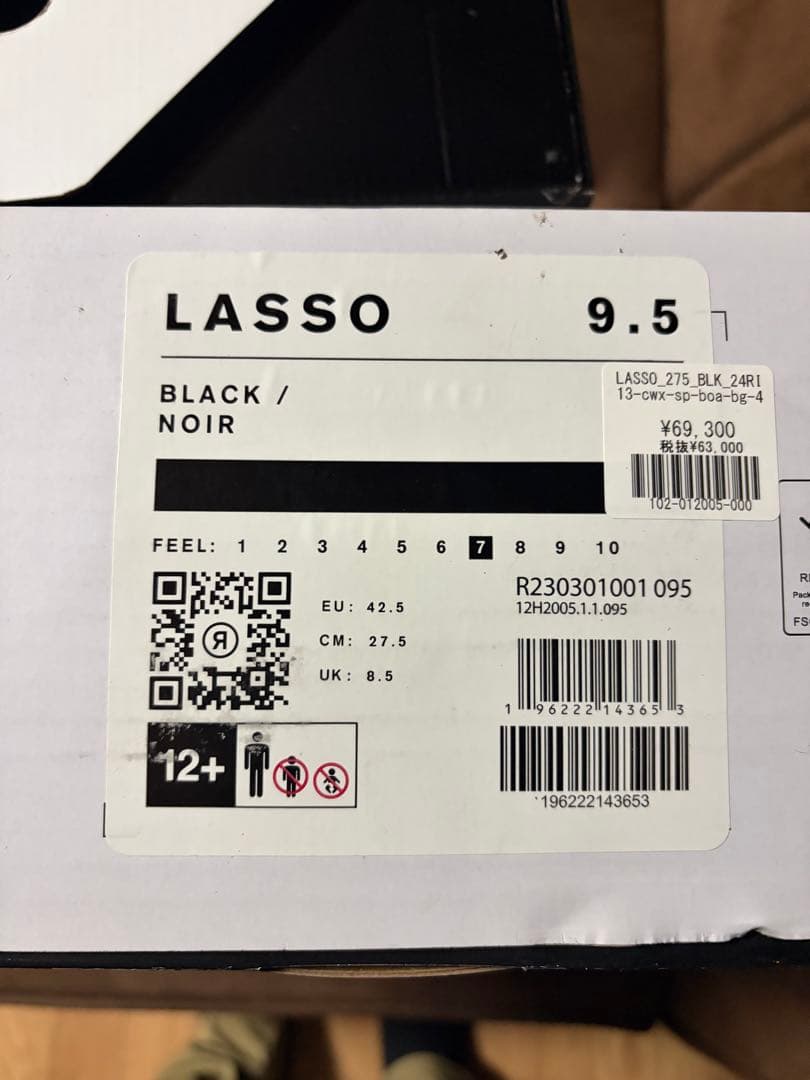 LASSO 9.5
BLACK /
NOIR
LASSO_275_BLK_24RI
13-cwx-sp-boa-bg-4
¥69,300
税抜¥63,000
102-012005-000
FEEL: 1 2 3 4 5 6 7 8 9 10
EU: 42.5
CM: 27.5
UK: 8.5
R230301001 095
12H2005.1.1.095
1 96222 14365 3
196222143653
12+